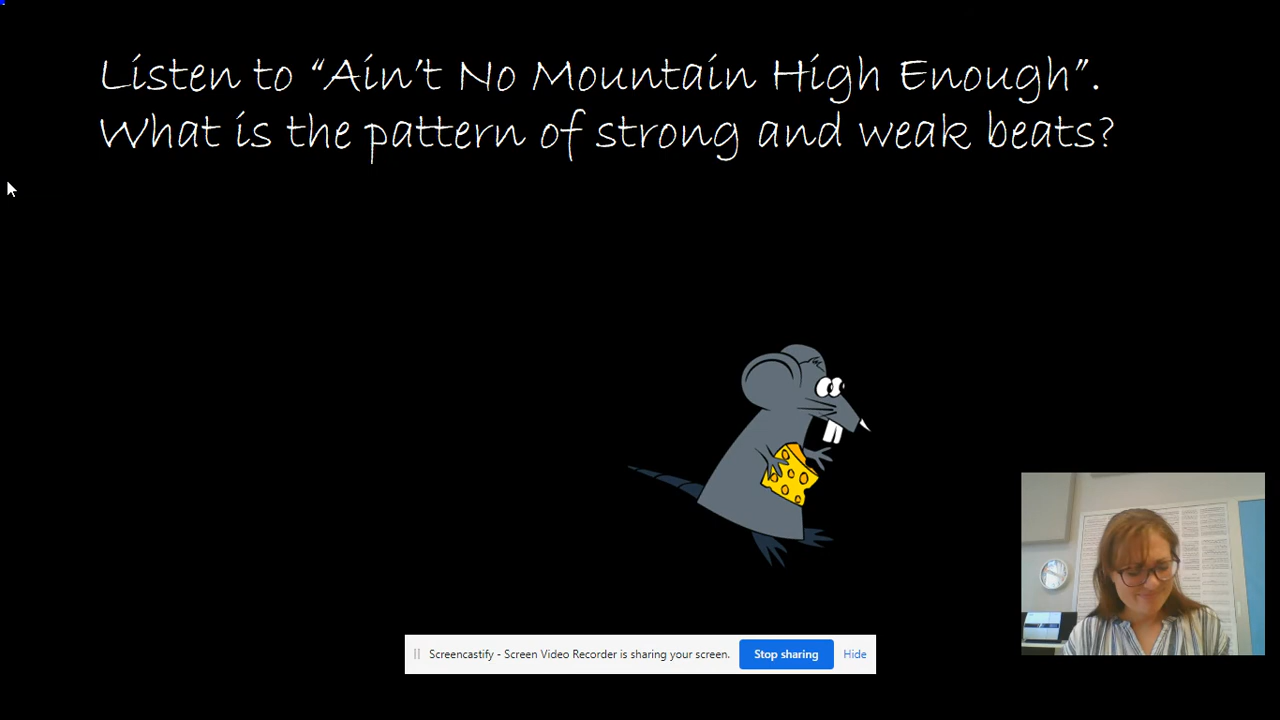 Listen to “Ain’t No Mountain High Enough”.
What is the pattern of strong and weak beats?
Screencastify - Screen Video Recorder is sharing your screen.
Stop sharing
Hide